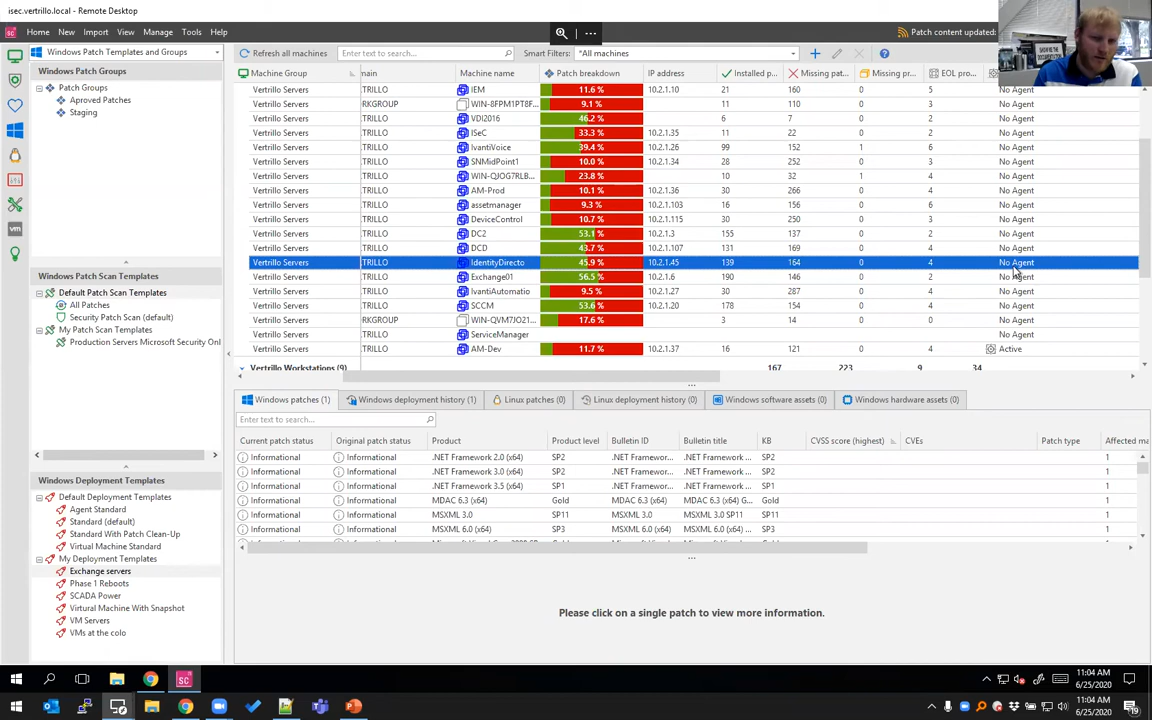 isec.vertrillo.local - Remote Desktop
Home New Import View Manage Tools Help
Patch content updated:
Windows Patch Templates and Groups
Windows Patch Groups
Patch Groups
Aproved Patches
Staging
Windows Patch Scan Templates
Default Patch Scan Templates
All Patches
Security Patch Scan (default)
My Patch Scan Templates
Production Servers Microsoft Security Onl
Windows Deployment Templates
Default Deployment Templates
Agent Standard
Standard (default)
Standard With Patch Clean-Up
Virtual Machine Standard
My Deployment Templates
Exchange servers
Phase 1 Reboots
SCADA Power
Virtural Machine With Snapshot
VM Servers
VMs at the colo
Refresh all machines Enter text to search... Smart Filters: *All machines
Machine Group main Machine name Patch breakdown IP address Installed p... Missing pat... Missing pr... EOL pro...
Vertrillo Servers TRILLO IEM 11.6 % 10.2.1.10 21 160 0 5 No Agent
Vertrillo Servers RKGROUP WIN-8FPM1PT8F... 9.1 % 11 110 0 3 No Agent
Vertrillo Servers TRILLO VDI2016 46.2 % 6 7 0 2 No Agent
Vertrillo Servers TRILLO ISeC 33.3 % 10.2.1.35 11 22 0 2 No Agent
Vertrillo Servers TRILLO IvantiVoice 39.4 % 10.2.1.26 99 152 1 6 No Agent
Vertrillo Servers TRILLO SNMidPoint1 10.0 % 10.2.1.34 28 252 0 3 No Agent
Vertrillo Servers TRILLO WIN-QJOG7RLB... 23.8 % 10 32 1 4 No Agent
Vertrillo Servers TRILLO AM-Prod 10.1 % 10.2.1.36 30 266 0 4 No Agent
Vertrillo Servers TRILLO assetmanager 9.3 % 10.2.1.103 16 156 0 6 No Agent
Vertrillo Servers TRILLO DeviceControl 10.7 % 10.2.1.115 30 250 0 3 No Agent
Vertrillo Servers TRILLO DC2 53.1 % 10.2.1.3 155 137 0 2 No Agent
Vertrillo Servers TRILLO DCD 43.7 % 10.2.1.107 131 169 0 4 No Agent
Vertrillo Servers TRILLO IdentityDirecto 45.9 % 10.2.1.45 139 164 0 4 No Agent
Vertrillo Servers TRILLO Exchange01 56.5 % 10.2.1.6 190 146 0 2 No Agent
Vertrillo Servers TRILLO IvantiAutomatio 9.5 % 10.2.1.27 30 287 0 4 No Agent
Vertrillo Servers TRILLO SCCM 53.6 % 10.2.1.20 178 154 0 4 No Agent
Vertrillo Servers RKGROUP WIN-QVM7JO21... 17.6 % 3 14 0 0 No Agent
Vertrillo Servers TRILLO ServiceManager No Agent
Vertrillo Servers TRILLO AM-Dev 11.7 % 10.2.1.37 16 121 0 4 Active
Vertrillo Workstations (9) 167 223 9 34
Windows patches (1) Windows deployment history (1) Linux patches (0) Linux deployment history (0) Windows software assets (0) Windows hardware assets (0)
Enter text to search...
Current patch status Original patch status Product Product level Bulletin ID Bulletin title KB CVSS score (highest) CVEs Patch type Affected ma
Informational Informational .NET Framework 2.0 (x64) SP2 .NET Framewor... .NET Framework ... SP2 1
Informational Informational .NET Framework 3.0 (x64) SP2 .NET Framewor... .NET Framework ... SP2 1
Informational Informational .NET Framework 3.5 (x64) SP1 .NET Framewor... .NET Framework ... SP1 1
Informational Informational MDAC 6.3 (x64) Gold MDAC 6.3 (x64) MDAC 6.3 (x64) G... Gold 1
Informational Informational MSXML 3.0 SP11 MSXML 3.0 MSXML 3.0 SP11 SP11 1
Informational Informational MSXML 6.0 (x64) SP3 MSXML 6.0 (x64) MSXML 6.0 (x64) ... SP3 1
Please click on a single patch to view more information.
11:04 AM
6/25/2020
11:04 AM
6/25/2020
19